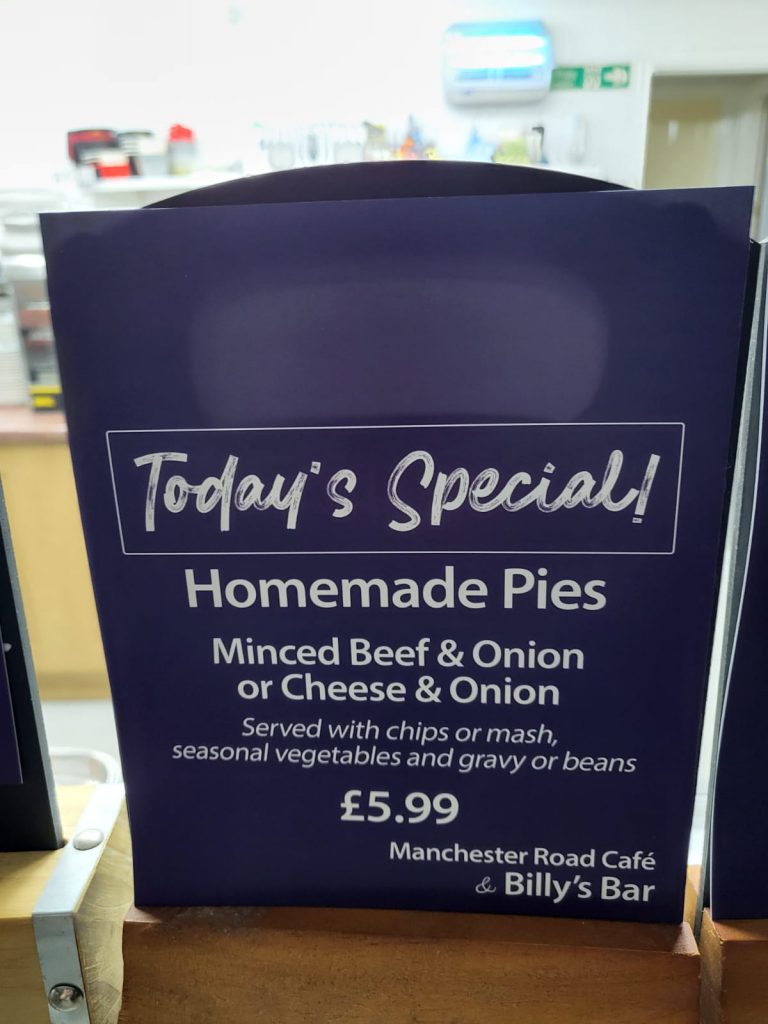 Today's Special!
Homemade Pies
Minced Beef & Onion
or Cheese & Onion
Served with chips or mash,
seasonal vegetables and gravy or beans
£5.99
Manchester Road Café
& Billy's Bar